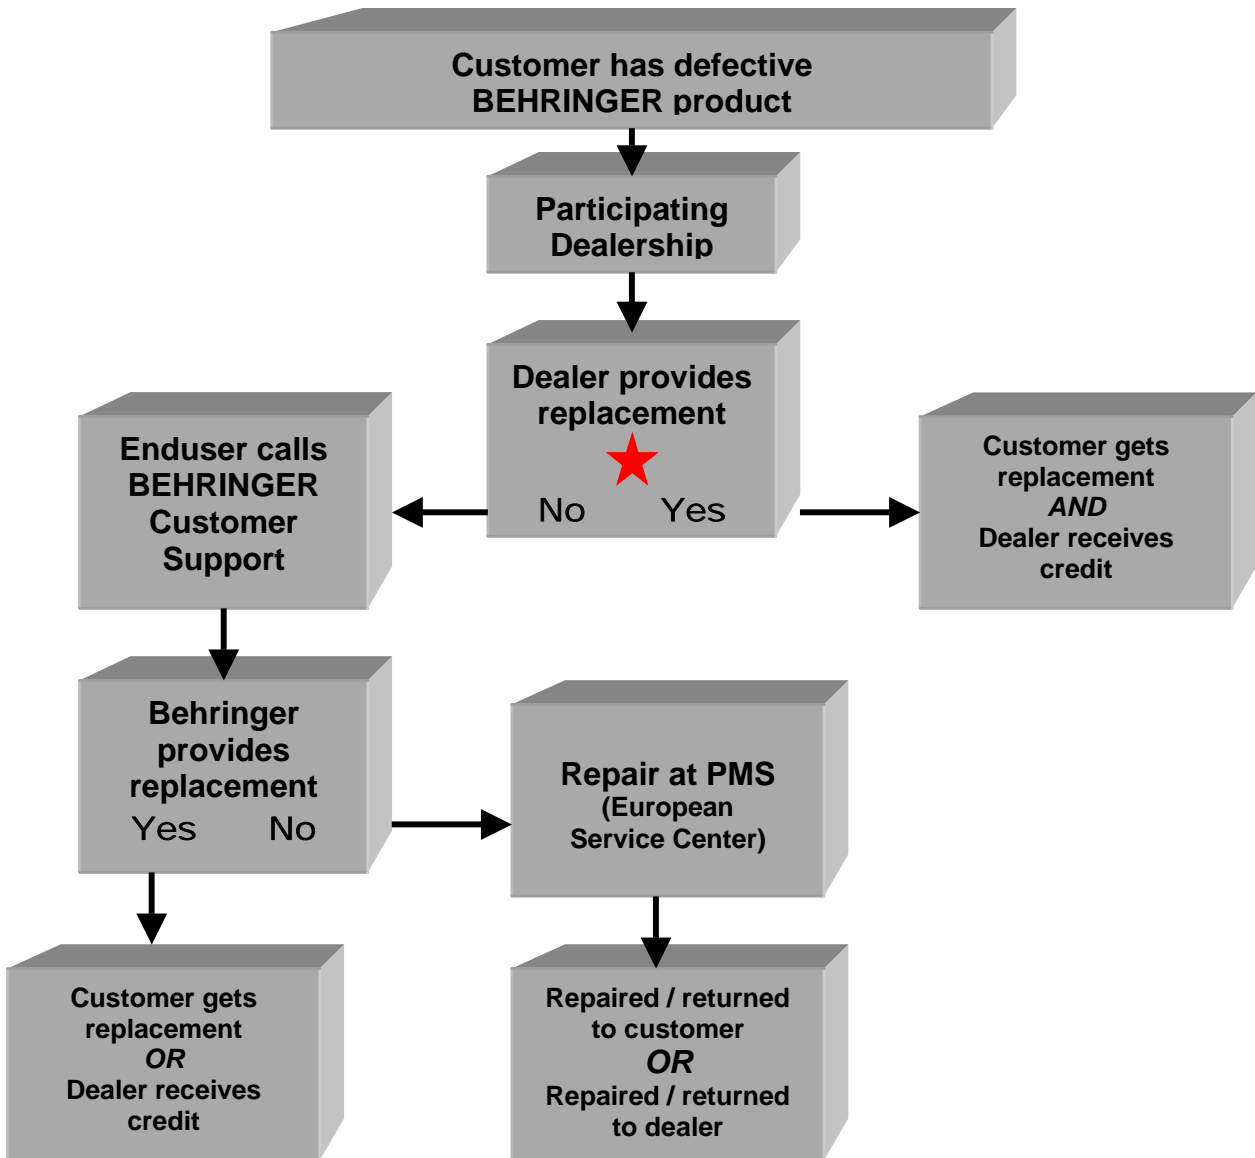 Customer has defective
BEHRINGER product
Participating
Dealership
Dealer provides
replacement
No Yes
Enduser calls
BEHRINGER
Customer
Support
Customer gets
replacement
AND
Dealer receives
credit
Behringer
provides
replacement
Yes No
Repair at PMS
(European
Service Center)
Customer gets
replacement
OR
Dealer receives
credit
Repaired / returned
to customer
OR
Repaired / returned
to dealer